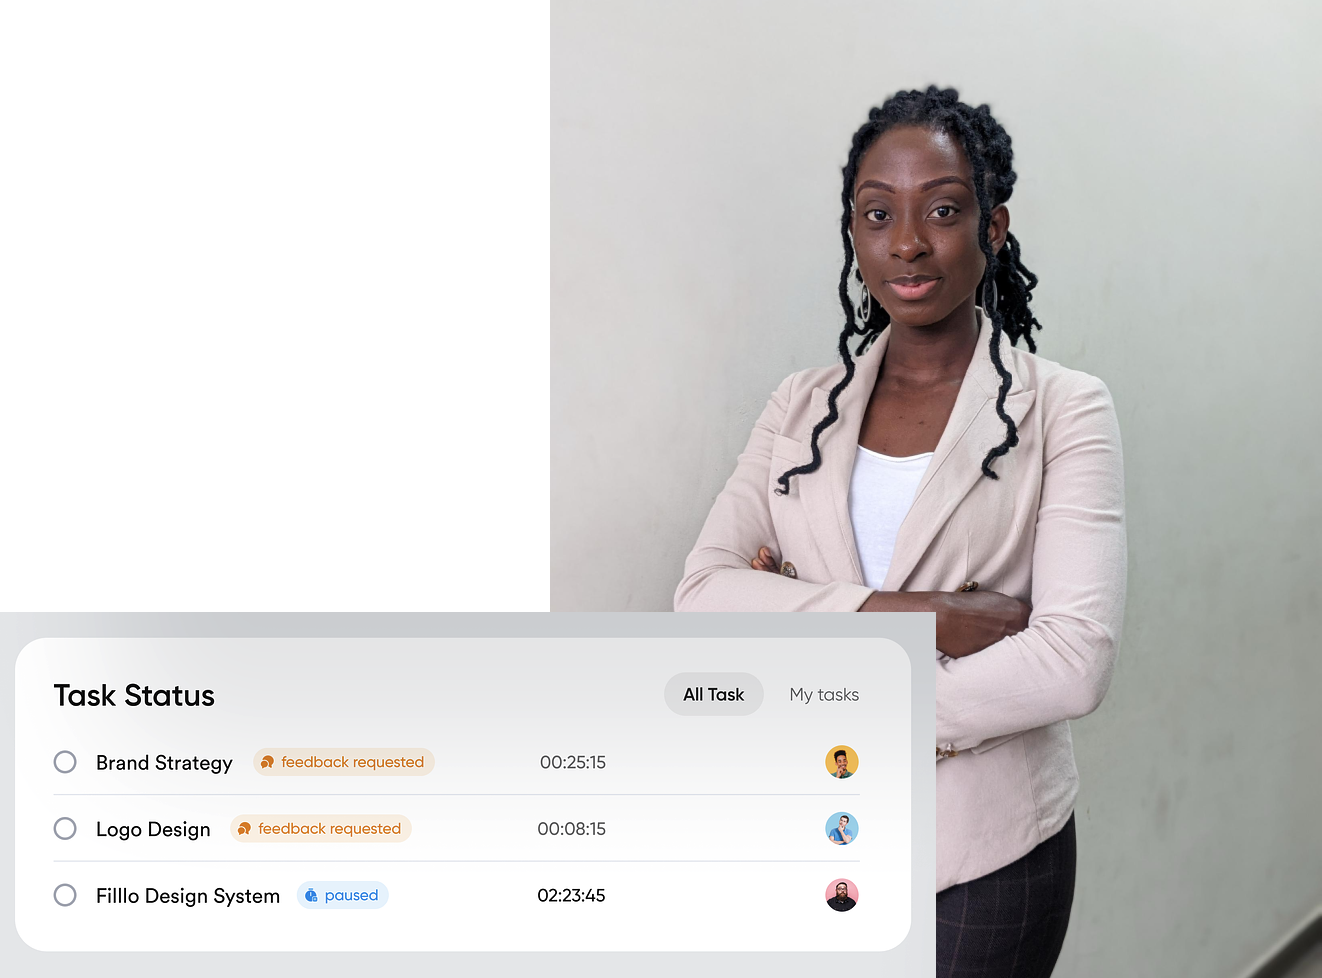 Task Status
All Task
My tasks
Brand Strategy feedback requested 00:25:15
Logo Design feedback requested 00:08:15
Filllo Design System paused 02:23:45